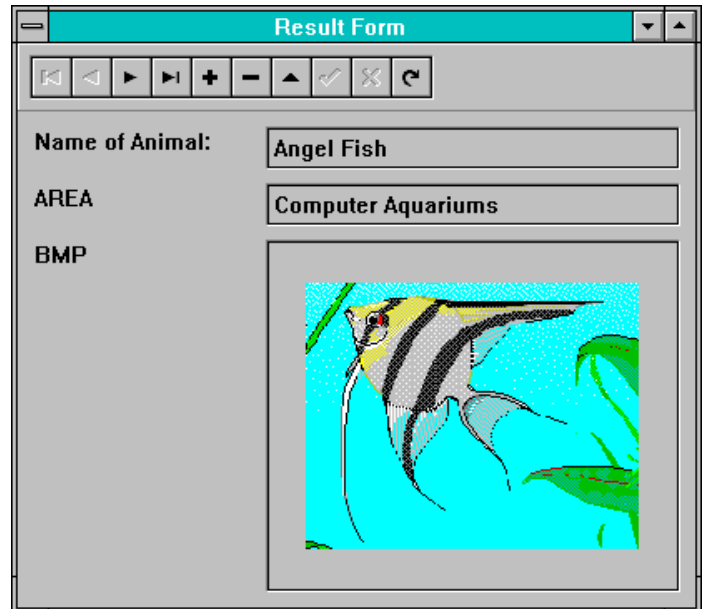 Result Form
Name of Animal:
Angel Fish
AREA
Computer Aquariums
BMP